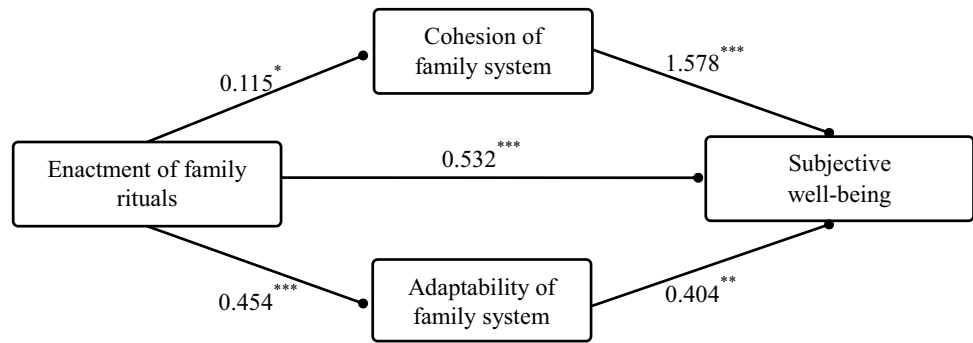 Cohesion of
family system
0.115*
1.578***
Enactment of family
rituals
0.532***
Subjective
well-being
0.454***
Adaptability of
family system
0.404**